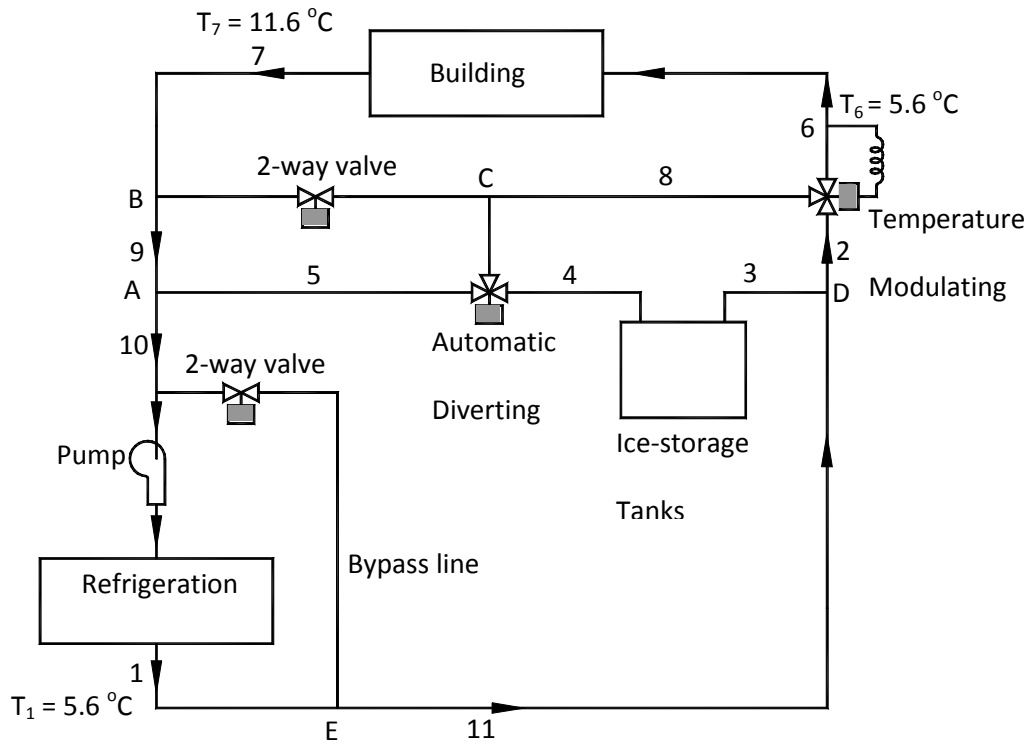 T₇ = 11.6 °C
7
Building
T₆ = 5.6 °C
6
2-way valve
C
8
B
Temperature
9
2
A
5
4
3
D
Modulating
10
Automatic
2-way valve
Diverting
Ice-storage
Pump
Tanks
Bypass line
Refrigeration
1
T₁ = 5.6 °C
E
11